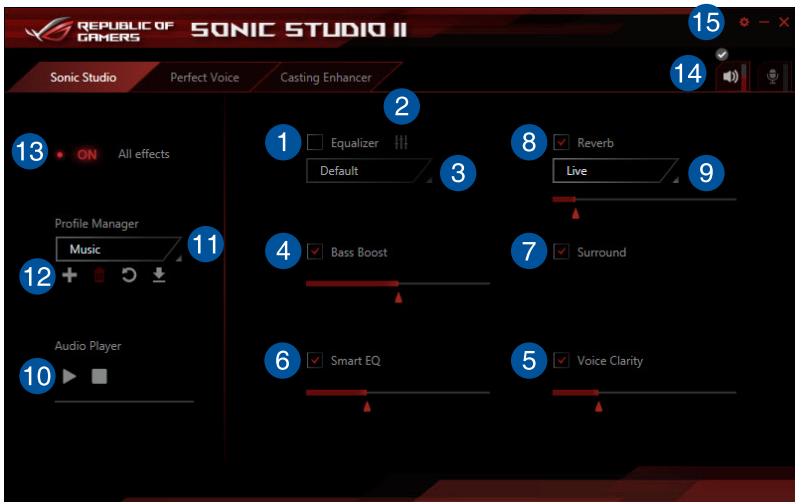 REPUBLIC OF
GAMERS
SONIC STUDIO II
15
Sonic Studio
Perfect Voice
Casting Enhancer
14
2
13
ON
All effects
1
Equalizer
8
Reverb
Default
3
Live
9
Profile Manager
Music
11
12
4
Bass Boost
7
Surround
Audio Player
10
6
Smart EQ
5
Voice Clarity